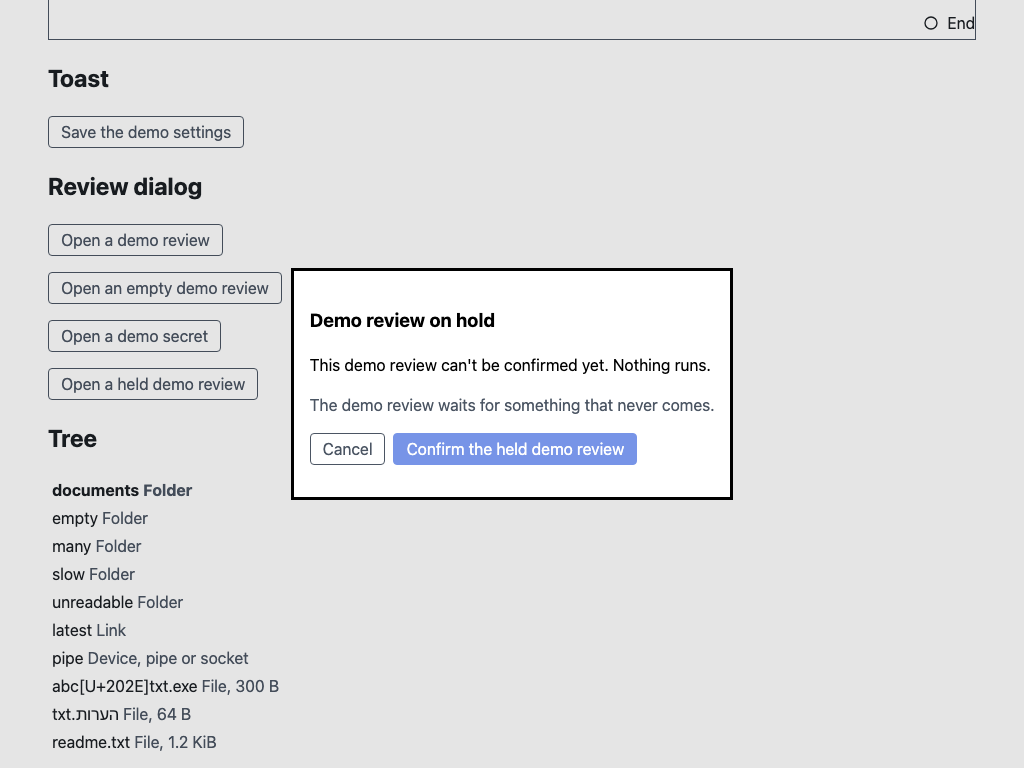 End
Toast
Save the demo settings
Review dialog
Open a demo review
Open an empty demo review
Open a demo secret
Open a held demo review
Demo review on hold
This demo review can't be confirmed yet. Nothing runs.
The demo review waits for something that never comes.
Cancel
Confirm the held demo review
Tree
documents Folder
empty Folder
many Folder
slow Folder
unreadable Folder
latest Link
pipe Device, pipe or socket
abc[U+202E]txt.exe File, 300 B
הערות.txt File, 64 B
readme.txt File, 1.2 KiB